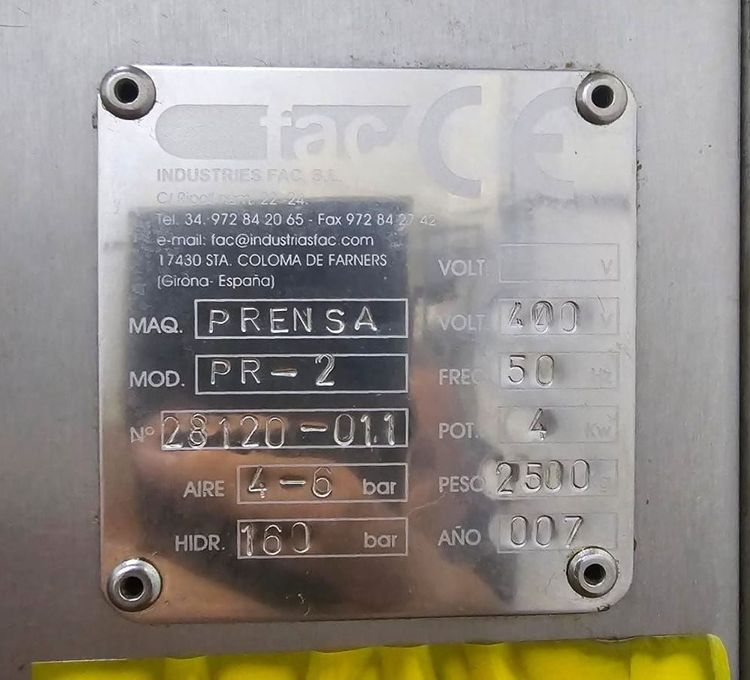 fac CE
INDUSTRIES FAC, S.L.
Tel. 34. 972 84 20 65 - Fax 972 84 27 42
e-mail: fac@industriasfac.com
17430 STA. COLOMA DE FARNERS
(Girona- España)
MAQ. PRENSA
MOD. PR-2
Nº 28120-01.1
AIRE 4-6 bar
HIDR. 160 bar
VOLT. V
VOLT. 400 V
FREC. 50 Hz
POT. 4 Kw
PESO 2500
AÑO 007